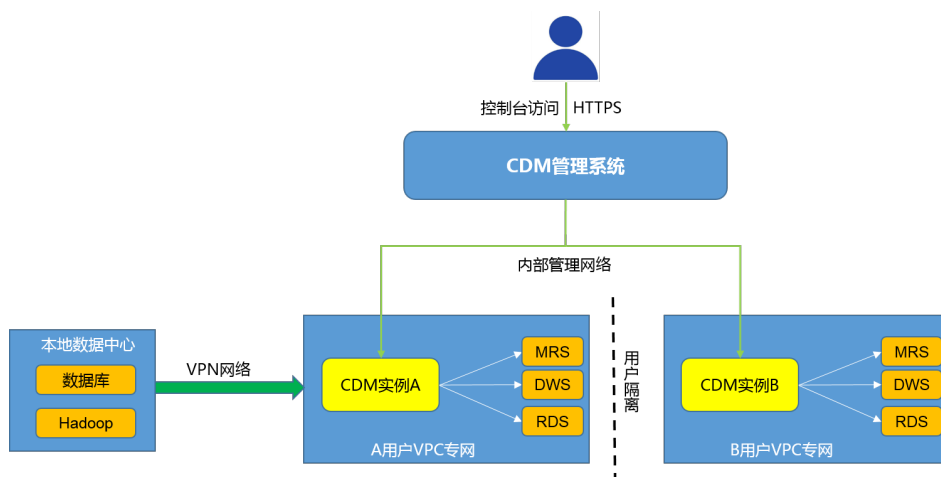 控制台访问 HTTPS
CDM管理系统
内部管理网络
本地数据中心
数据库
Hadoop
VPN网络
CDM实例A
MRS
DWS
RDS
A用户VPC专网
用户隔离
CDM实例B
MRS
DWS
RDS
B用户VPC专网